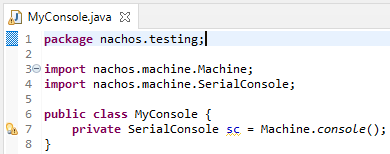 MyConsole.java
1 package nachos.testing;
2
3 import nachos.machine.Machine;
4 import nachos.machine.SerialConsole;
5
6 public class MyConsole {
7     private SerialConsole sc = Machine.console();
8 }